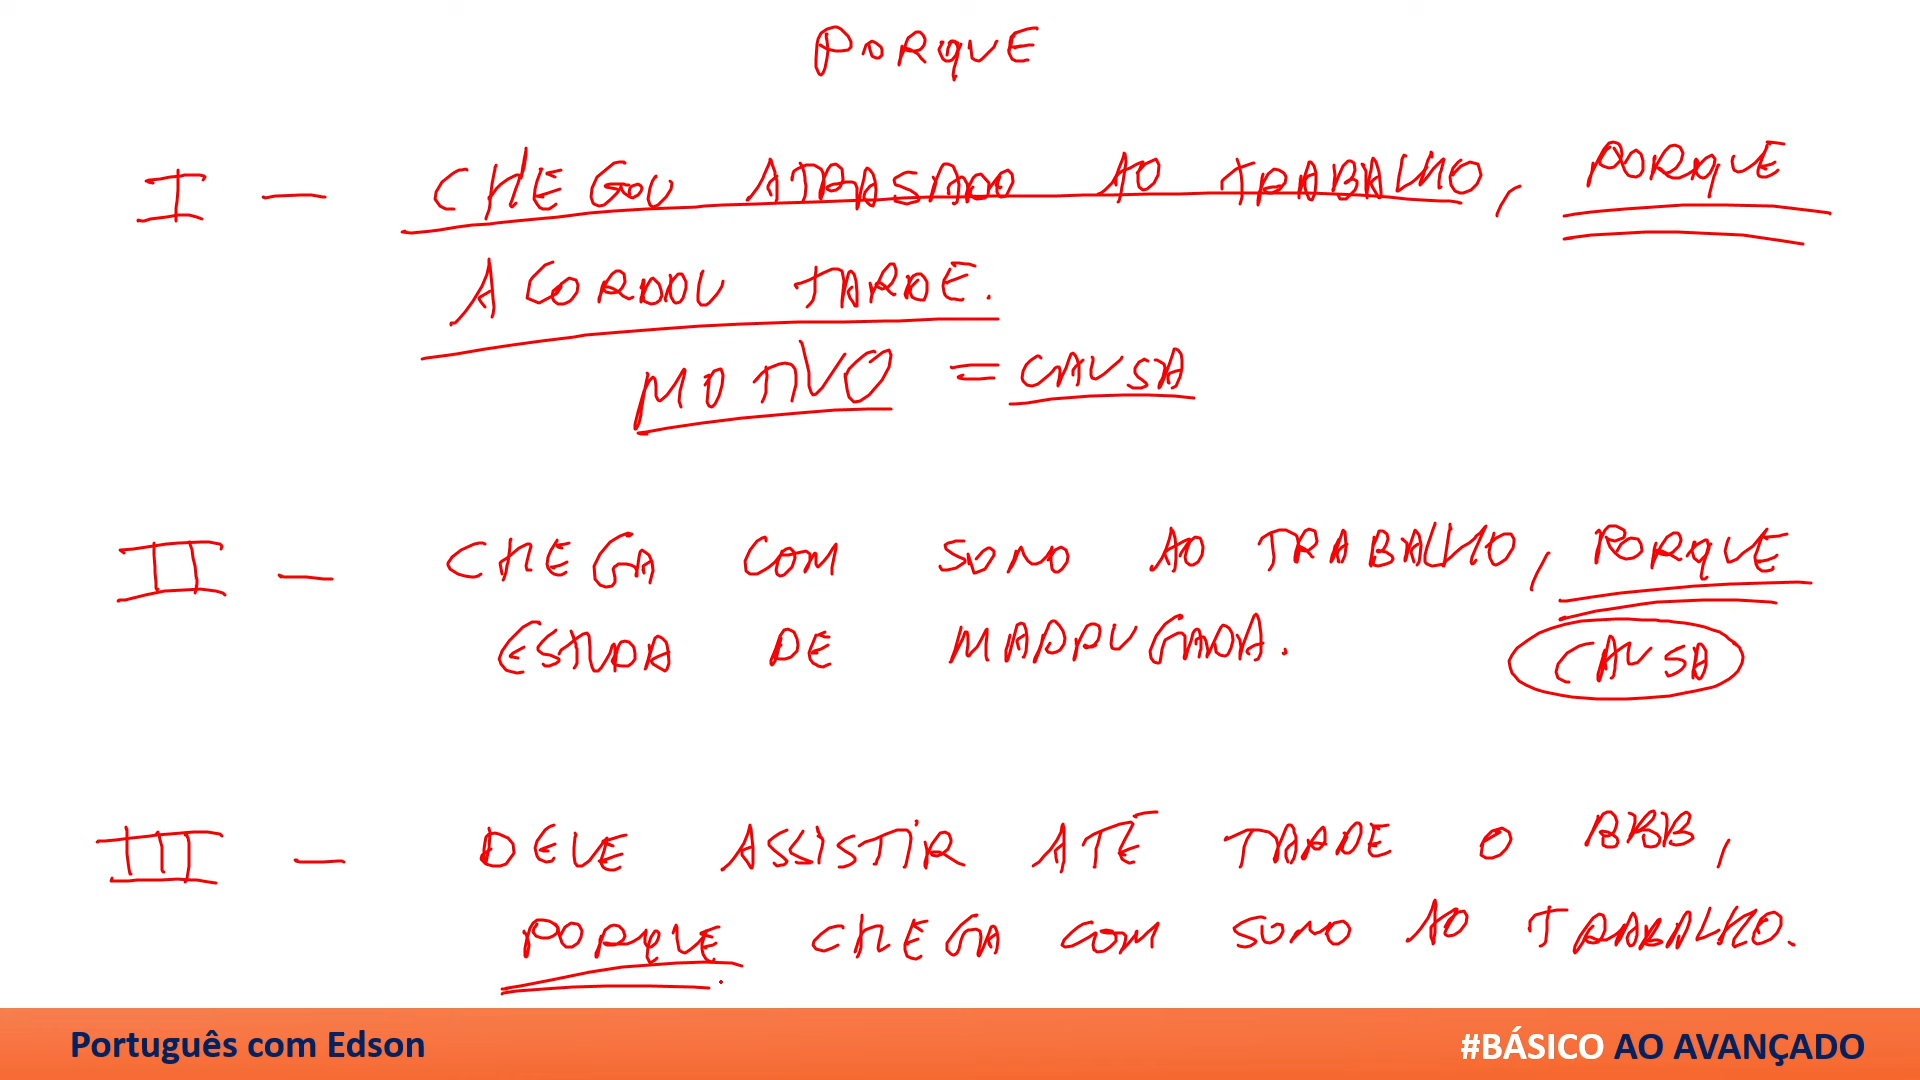 PORQUE
I — CHEGOU ATRASADO AO TRABALHO, PORQUE
ACORDOU TARDE.
MOTIVO = CAUSA
II — CHEGA COM SONO AO TRABALHO, PORQUE
ESTUDA DE MADRUGADA. CAUSA
III — DEVE ASSISTIR ATÉ TARDE O BBB,
PORQUE CHEGA COM SONO AO TRABALHO.
Português com Edson #BÁSICO AO AVANÇADO